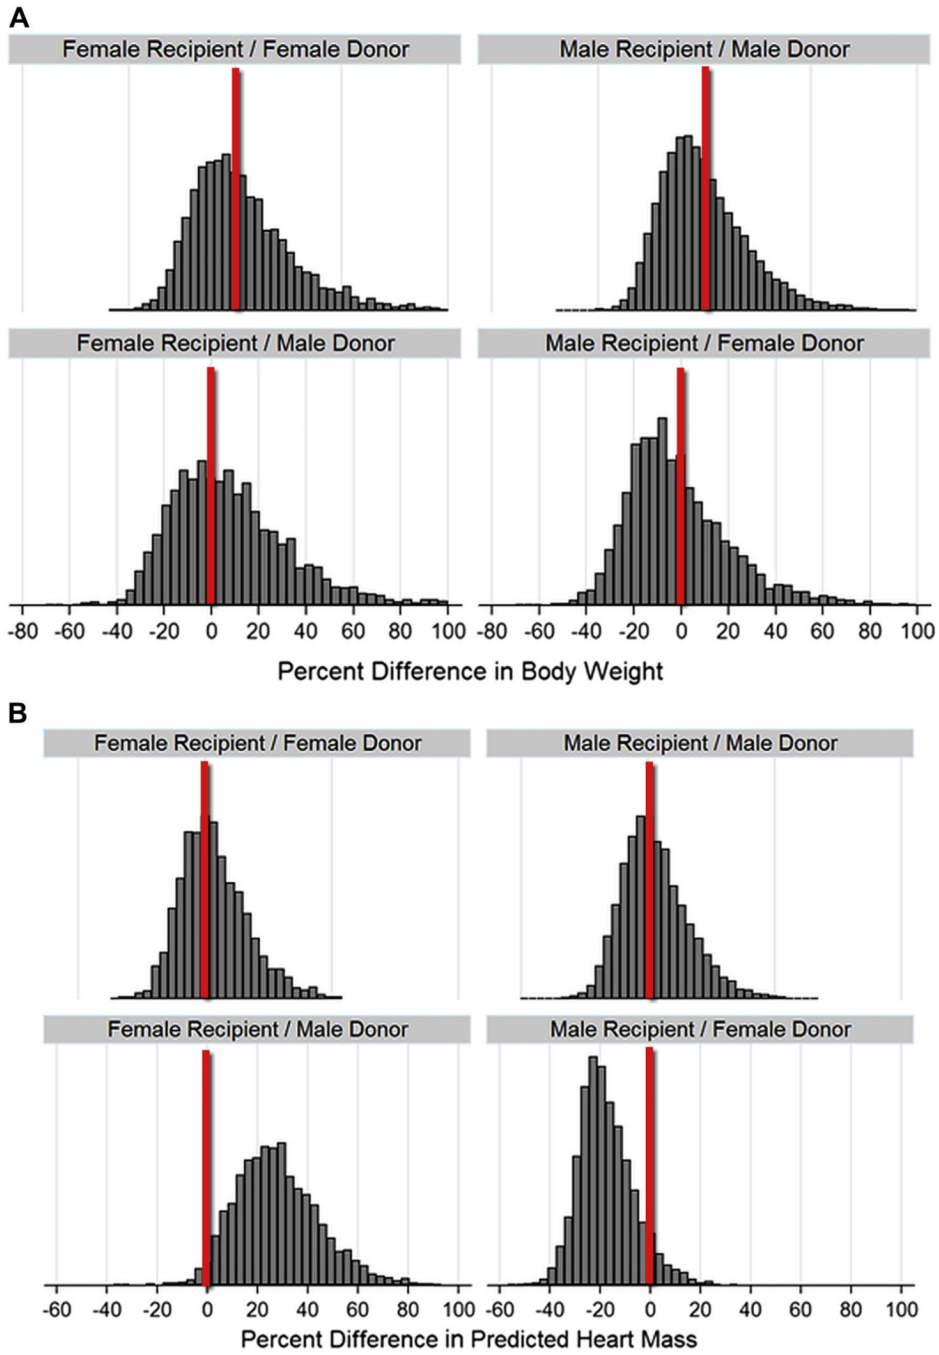 A
Female Recipient / Female Donor
Male Recipient / Male Donor
Female Recipient / Male Donor
Male Recipient / Female Donor
-80 -60 -40 -20 0 20 40 60 80 100
-80 -60 -40 -20 0 20 40 60 80 100
Percent Difference in Body Weight
B
Female Recipient / Female Donor
Male Recipient / Male Donor
Female Recipient / Male Donor
Male Recipient / Female Donor
-60 -40 -20 0 20 40 60 80 100
-60 -40 -20 0 20 40 60 80 100
Percent Difference in Predicted Heart Mass